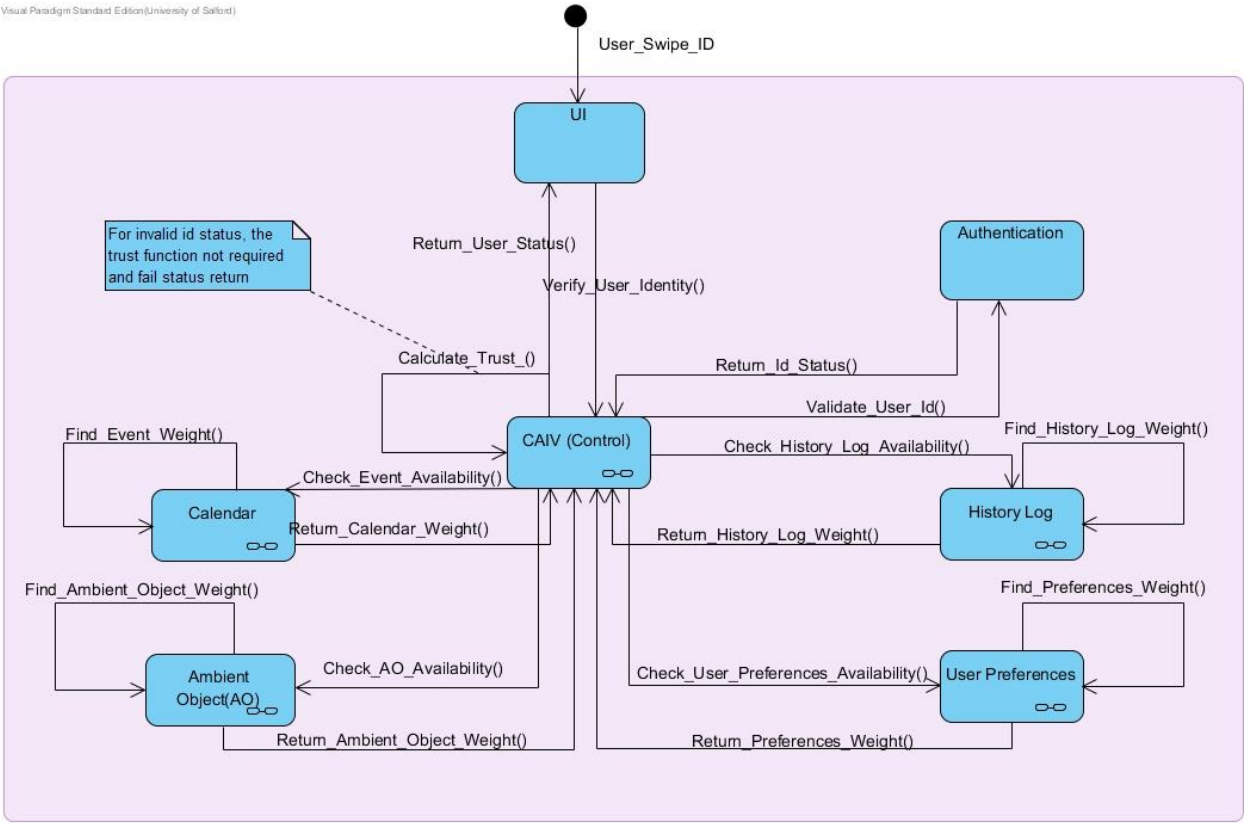 Visual Paradigm Standard Edition(University of Salford)
User_Swipe_ID
UI
For invalid id status, the
trust function not required
and fail status return
Return_User_Status()
Verify_User_Identity()
Authentication
Calculate_Trust_()
Return_Id_Status()
Validate_User_Id()
CAIV (Control)
Find_Event_Weight()
Check_History_Log_Availability()
Find_History_Log_Weight()
Check_Event_Availability()
Calendar
History Log
Return_Calendar_Weight()
Return_History_Log_Weight()
Find_Ambient_Object_Weight()
Find_Preferences_Weight()
Ambient
Object(AO)
Check_AO_Availability()
Check_User_Preferences_Availability()
User Preferences
Return_Ambient_Object_Weight()
Return_Preferences_Weight()